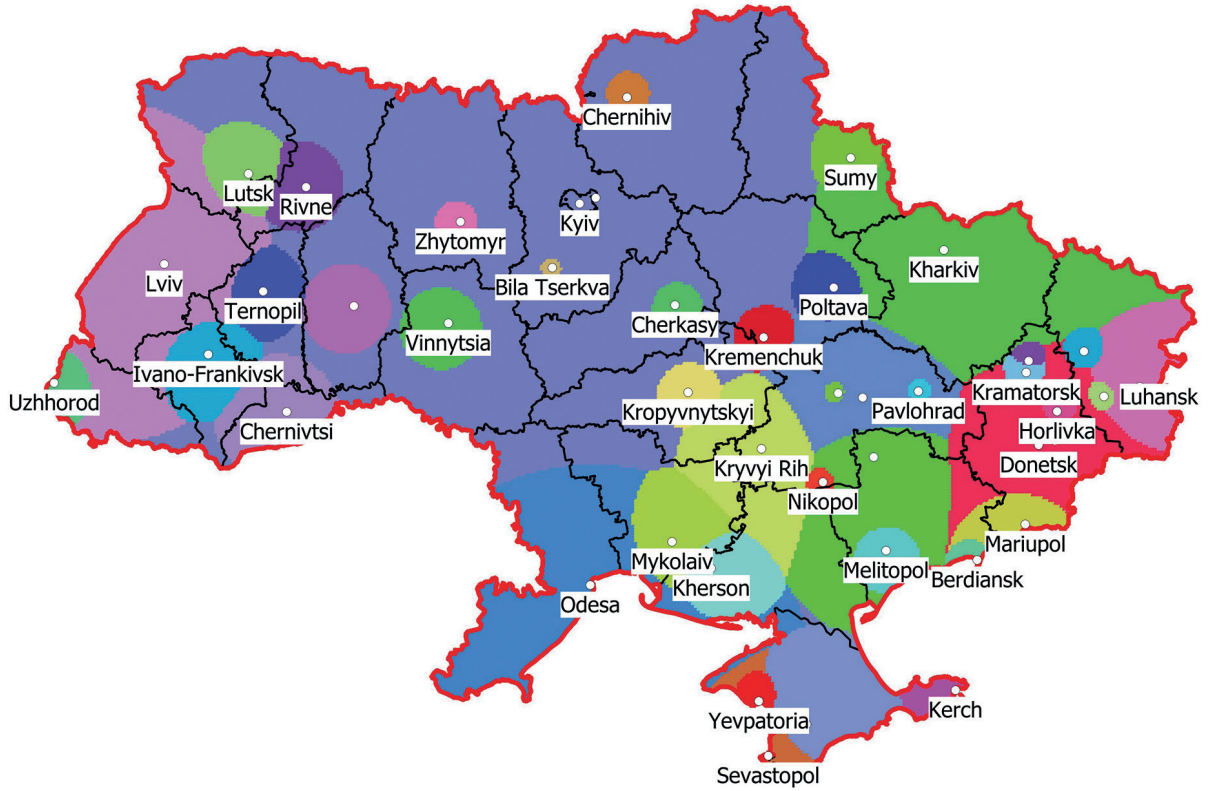 Chernihiv
Sumy
Lutsk
Rivne
Kyiv
Zhytomyr
Kharkiv
Lviv
Bila Tserkva
Ternopil
Poltava
Cherkasy
Vinnytsia
Kremenchuk
Ivano-Frankivsk
Kramatorsk
Luhansk
Uzhhorod
Kropyvnytskyi
Pavlohrad
Chernivtsi
Horlivka
Donetsk
Kryvyi Rih
Nikopol
Mariupol
Mykolaiv
Melitopol
Berdiansk
Kherson
Odesa
Yevpatoria
Kerch
Sevastopol